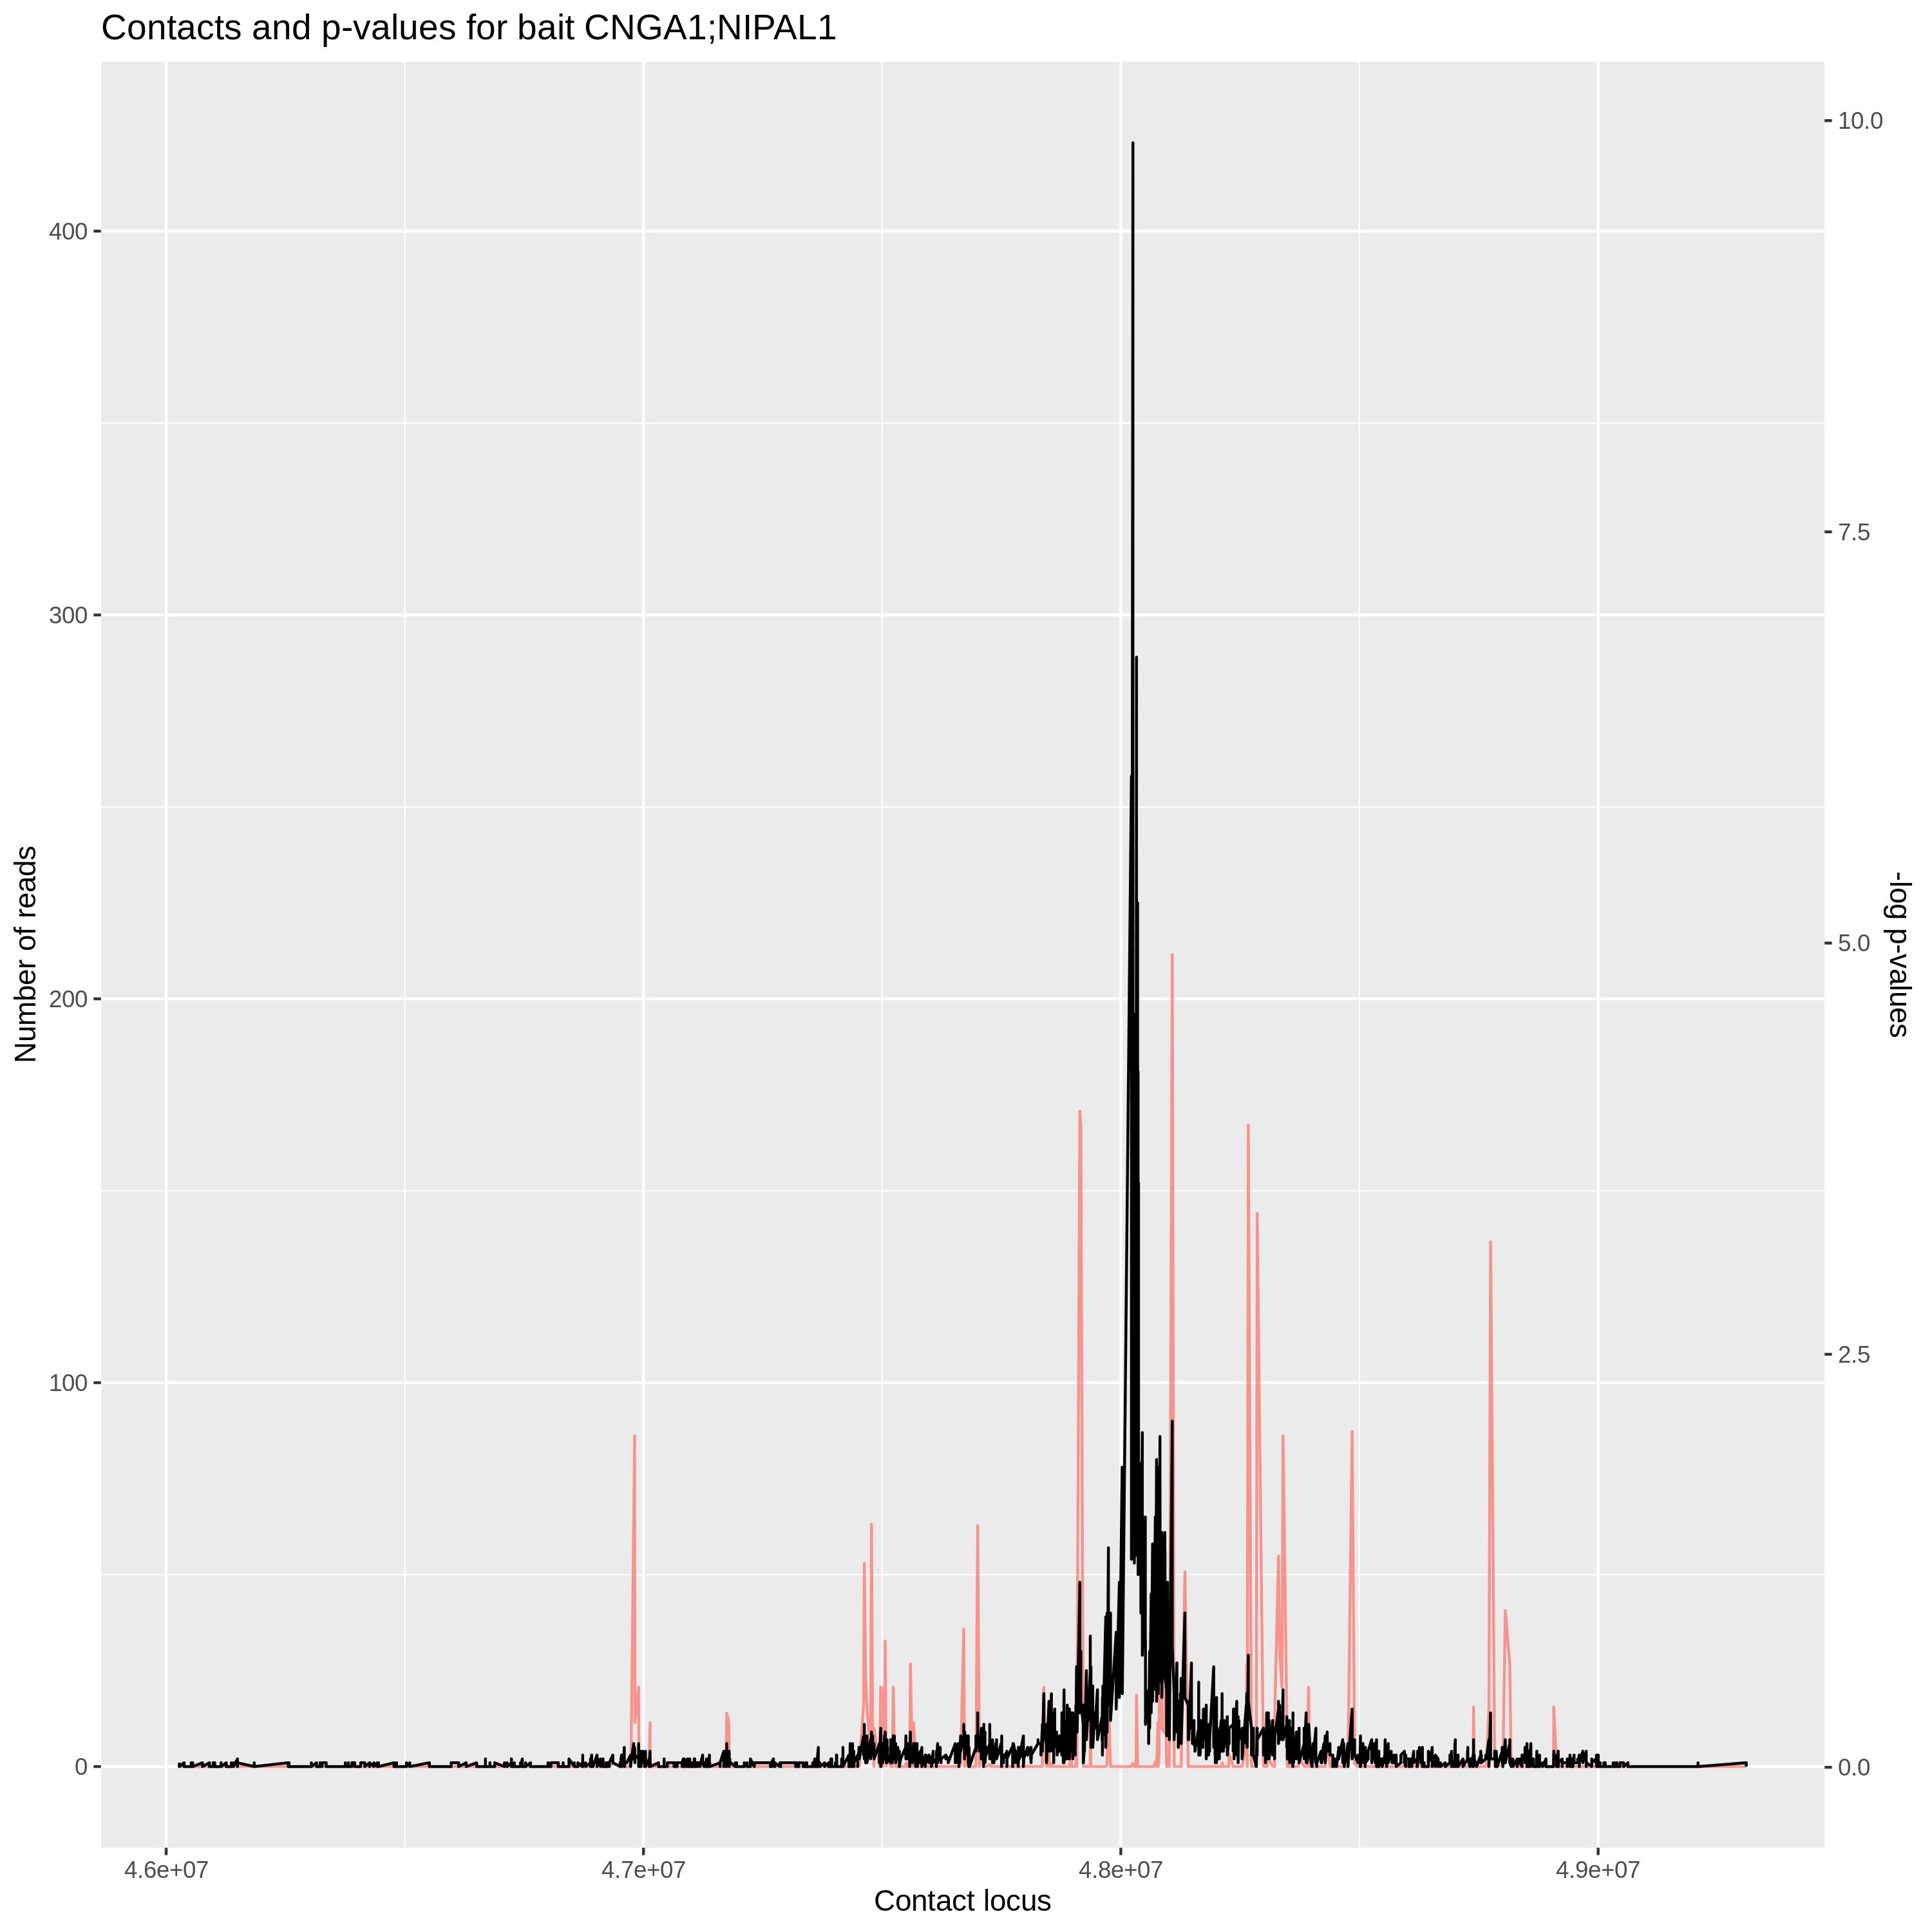 Contacts and p-values for bait CNGA1;NIPAL1
10.0
400
7.5
300
Number of reads
-log p-values
5.0
200
2.5
100
0
0.0
4.6e+07 4.7e+07 4.8e+07 4.9e+07
Contact locus